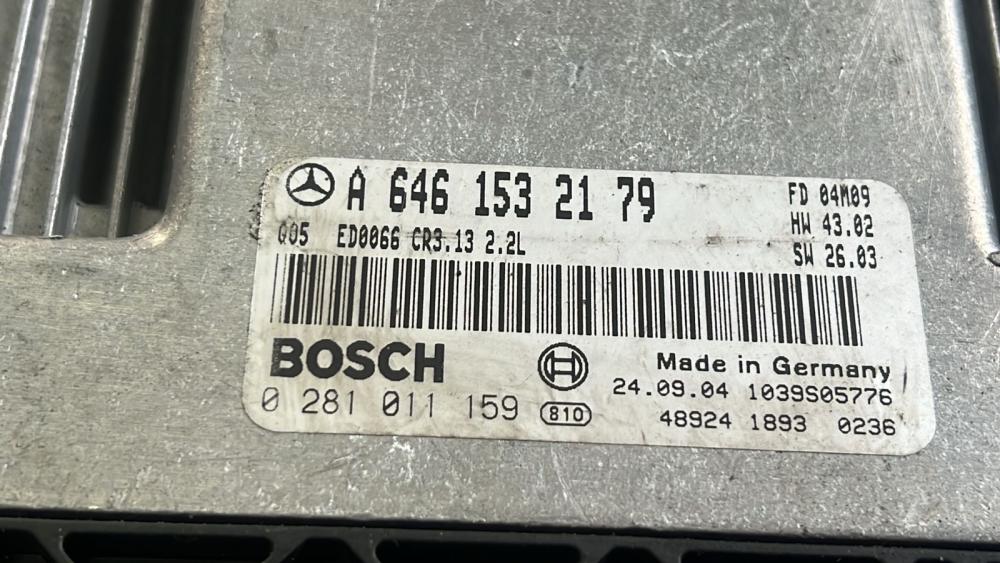 A 646 153 21 79
FD 04M09
HW 43.02
SW 26.03
Q05 ED0066 CR3.13 2.2L
BOSCH
Made in Germany
24.09.04 1039S05776
0 281 011 159 810
48924 1893 0236